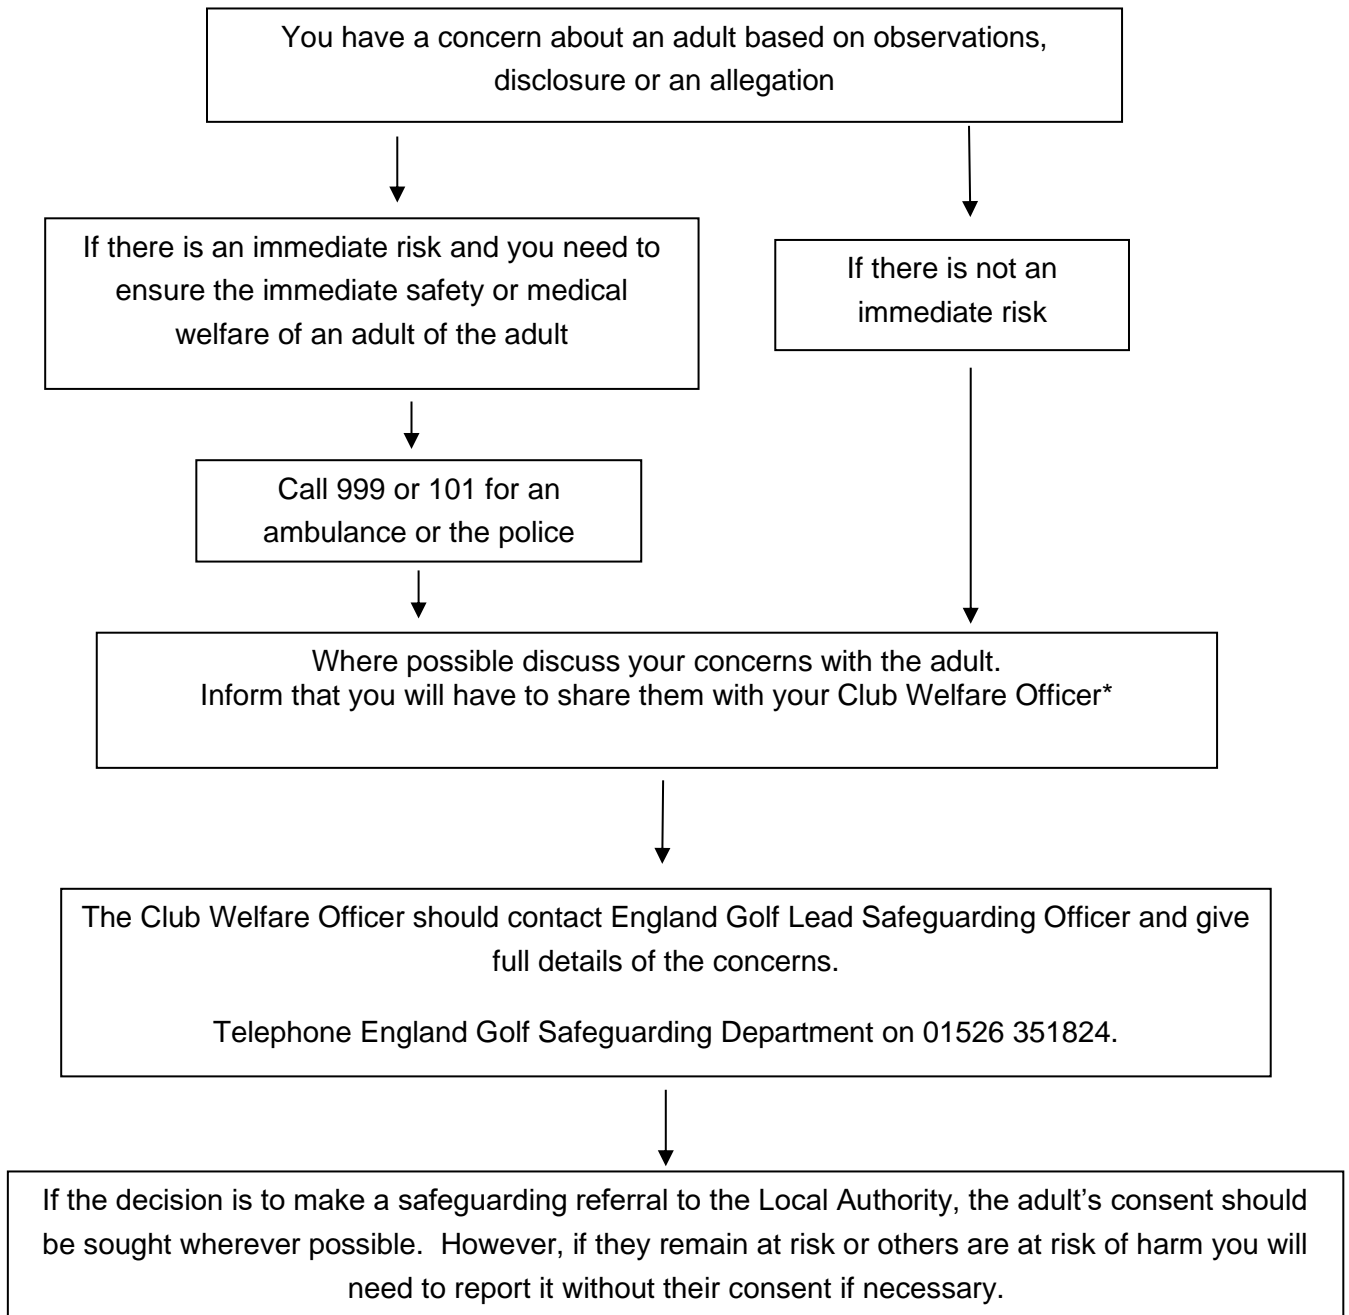 You have a concern about an adult based on observations,
disclosure or an allegation
If there is an immediate risk and you need to
ensure the immediate safety or medical
welfare of an adult of the adult
If there is not an
immediate risk
Call 999 or 101 for an
ambulance or the police
Where possible discuss your concerns with the adult.
Inform that you will have to share them with your Club Welfare Officer*
The Club Welfare Officer should contact England Golf Lead Safeguarding Officer and give
full details of the concerns.
Telephone England Golf Safeguarding Department on 01526 351824.
If the decision is to make a safeguarding referral to the Local Authority, the adult’s consent should
be sought wherever possible.  However, if they remain at risk or others are at risk of harm you will
need to report it without their consent if necessary.